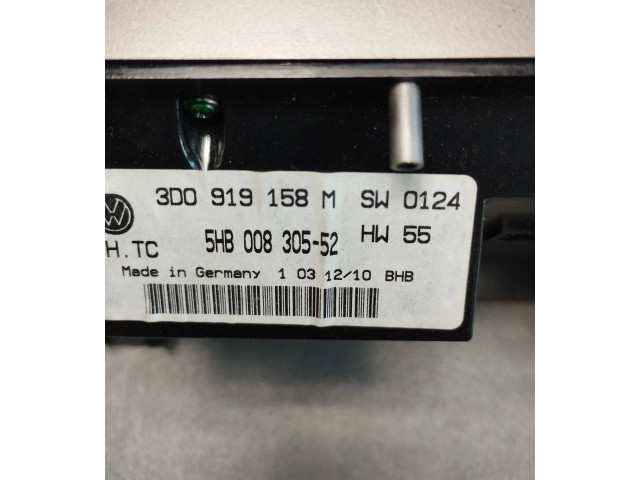 3D0 919 158 M SW 0124
H.TC 5HB 008 305-52 HW 55
Made in Germany 1 03 12/10 BHB